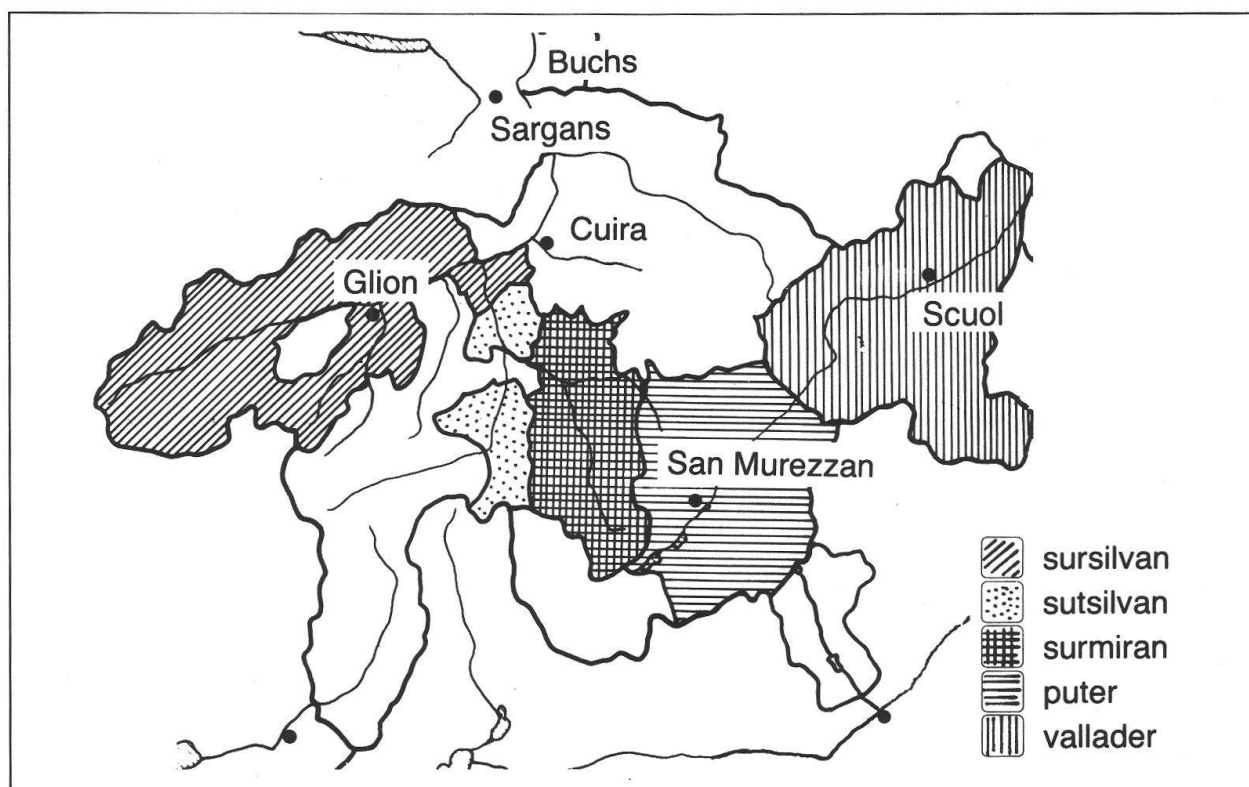 Buchs
Sargans
Cuira
Glion
Scuol
San Murezzan
sursilvan
sutsilvan
surmiran
puter
vallader